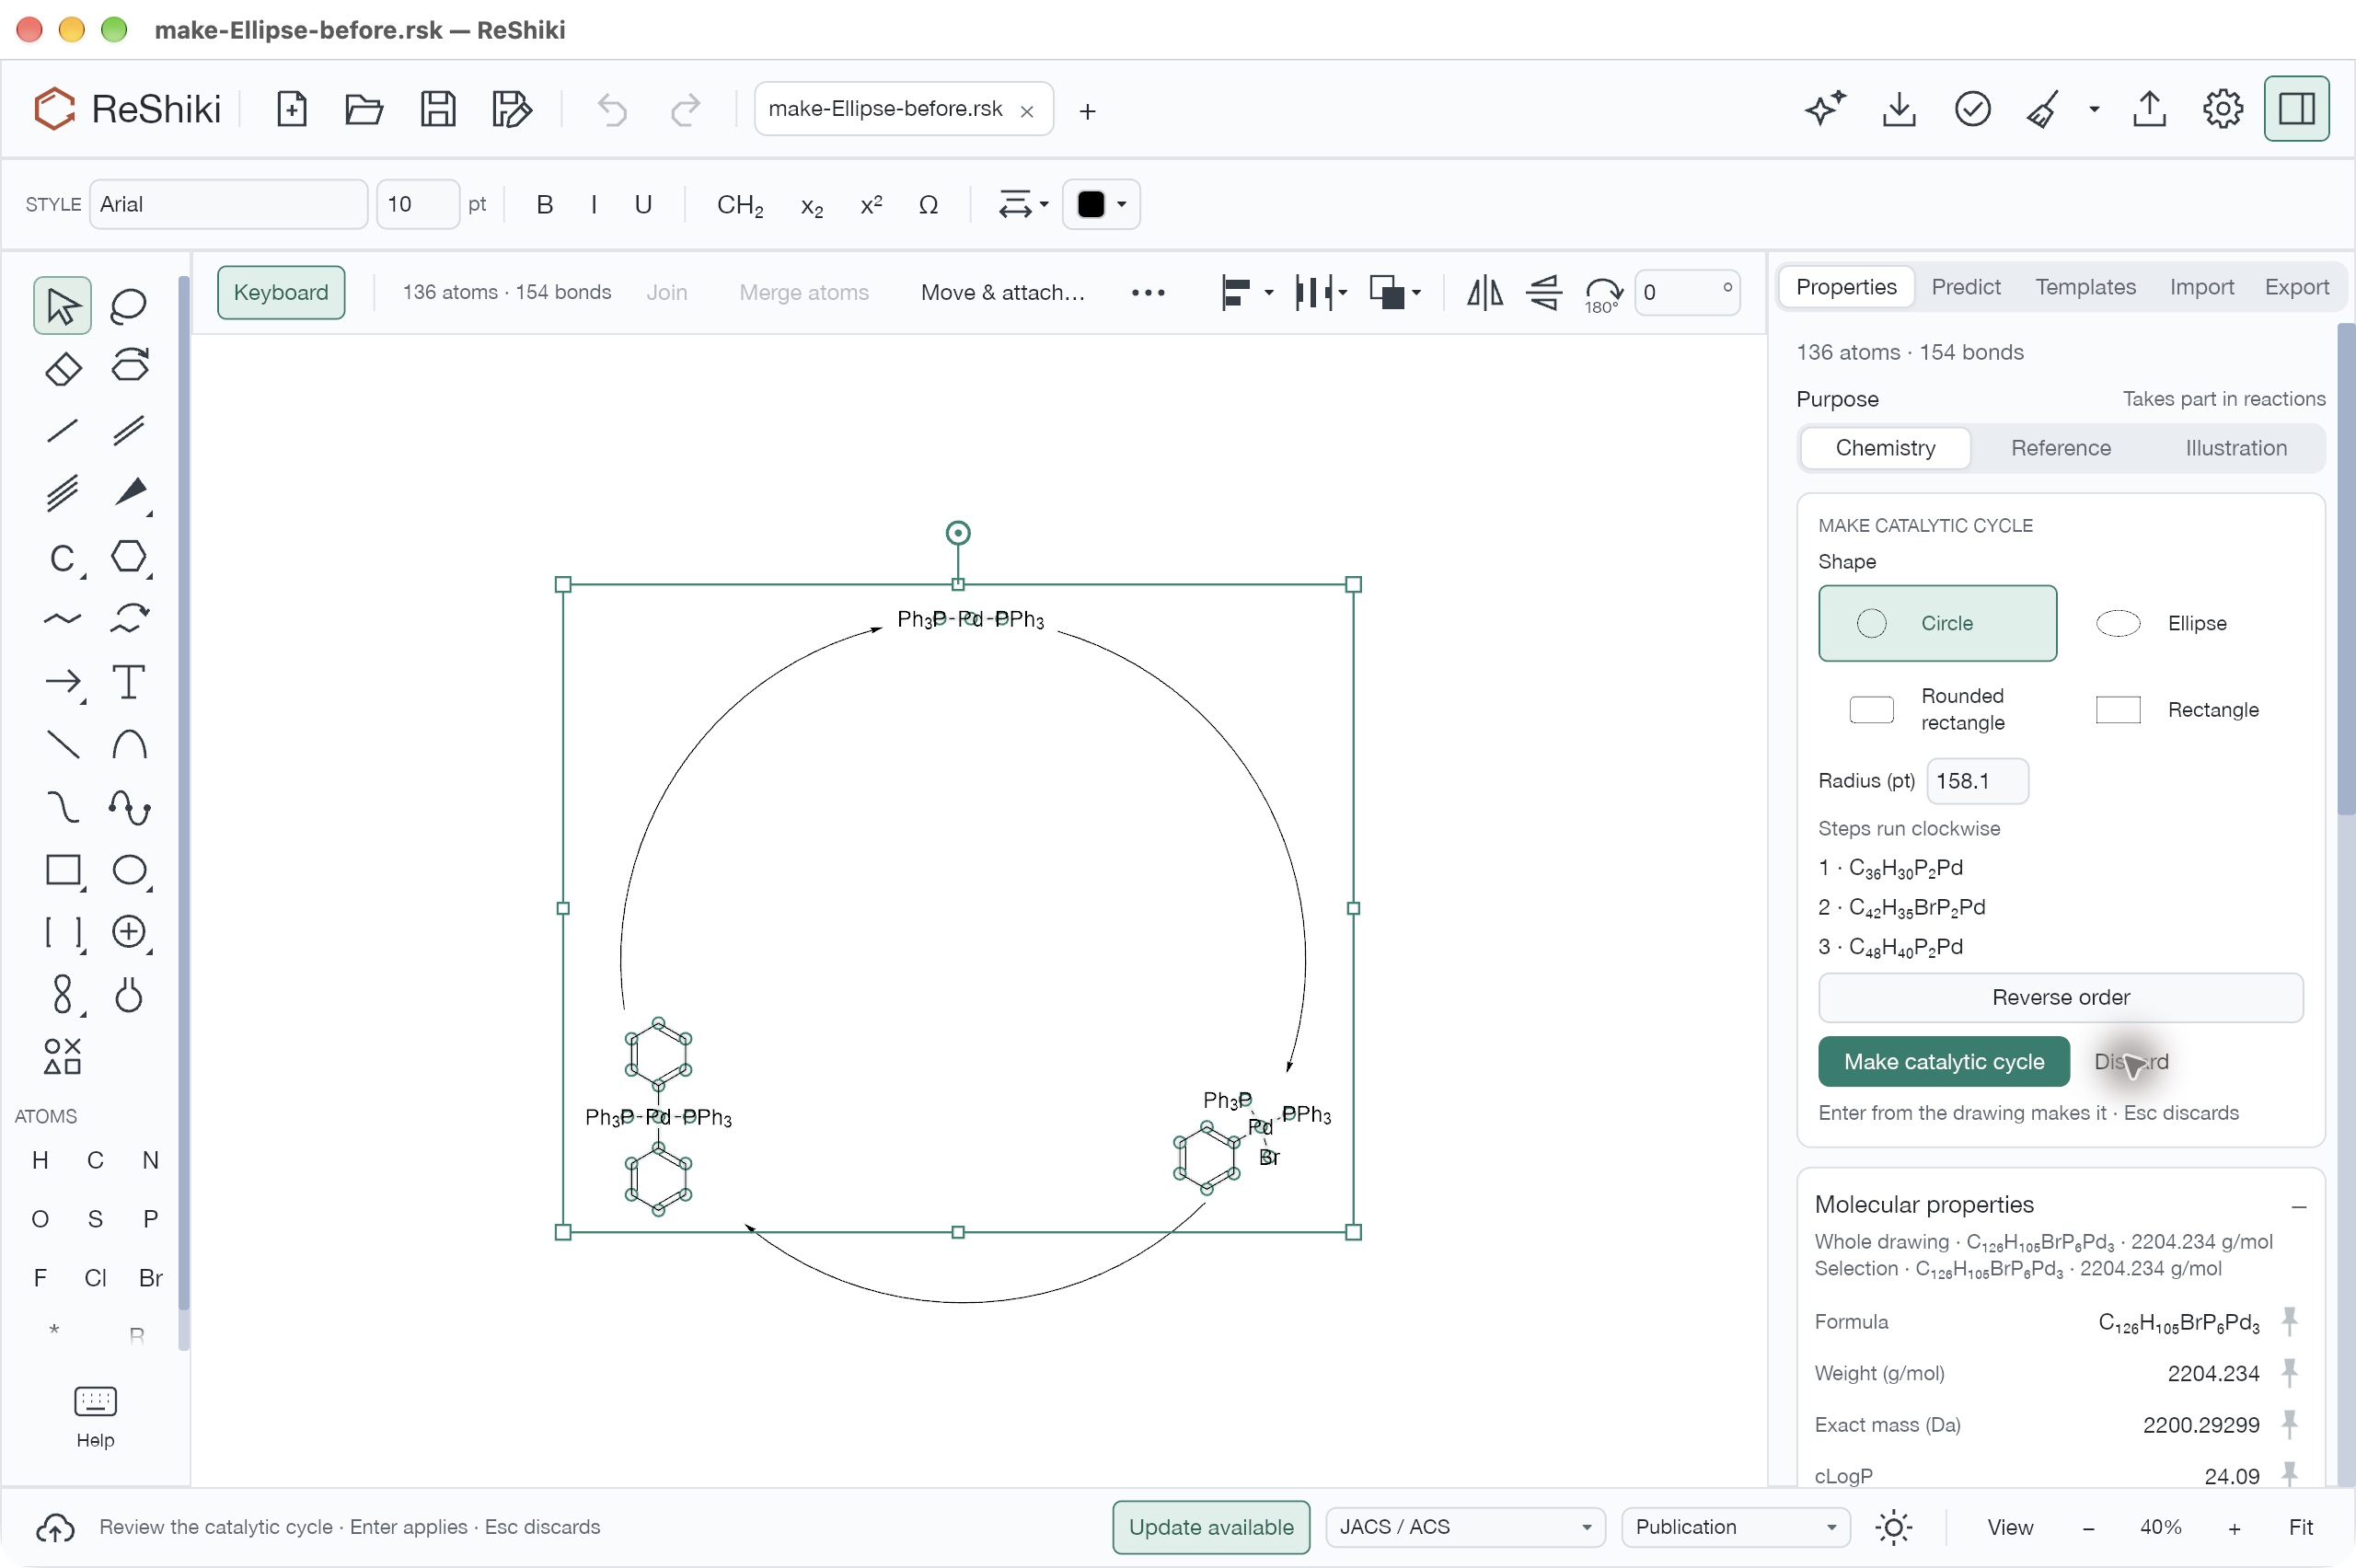 make-Ellipse-before.rsk — ReShiki
ReShiki
make-Ellipse-before.rsk × +
STYLE Arial 10 pt B I U CH₂ x₂ x² Ω
Keyboard 136 atoms · 154 bonds Join Merge atoms Move & attach… 180° 0 °
Properties Predict Templates Import Export
136 atoms · 154 bonds
Purpose Takes part in reactions
Chemistry Reference Illustration
MAKE CATALYTIC CYCLE
Shape
Circle Ellipse
Rounded rectangle Rectangle
Radius (pt) 158.1
Steps run clockwise
1 · C₃₆H₃₀P₂Pd
2 · C₄₂H₃₅BrP₂Pd
3 · C₄₈H₄₀P₂Pd
Reverse order
Make catalytic cycle
Enter from the drawing makes it · Esc discards
Molecular properties
Whole drawing · C₁₂₆H₁₀₅BrP₆Pd₃ · 2204.234 g/mol
Selection · C₁₂₆H₁₀₅BrP₆Pd₃ · 2204.234 g/mol
Formula C₁₂₆H₁₀₅BrP₆Pd₃
Weight (g/mol) 2204.234
Exact mass (Da) 2200.29299
cLogP 24.09
Ph₃P Pd PPh₃
Ph₃P Pd PPh₃
Ph₃P PPh₃
Pd
Br
C
T
ATOMS
H C N
O S P
F Cl Br
* R
Help
Review the catalytic cycle · Enter applies · Esc discards
Update available JACS / ACS Publication View − 40% + Fit